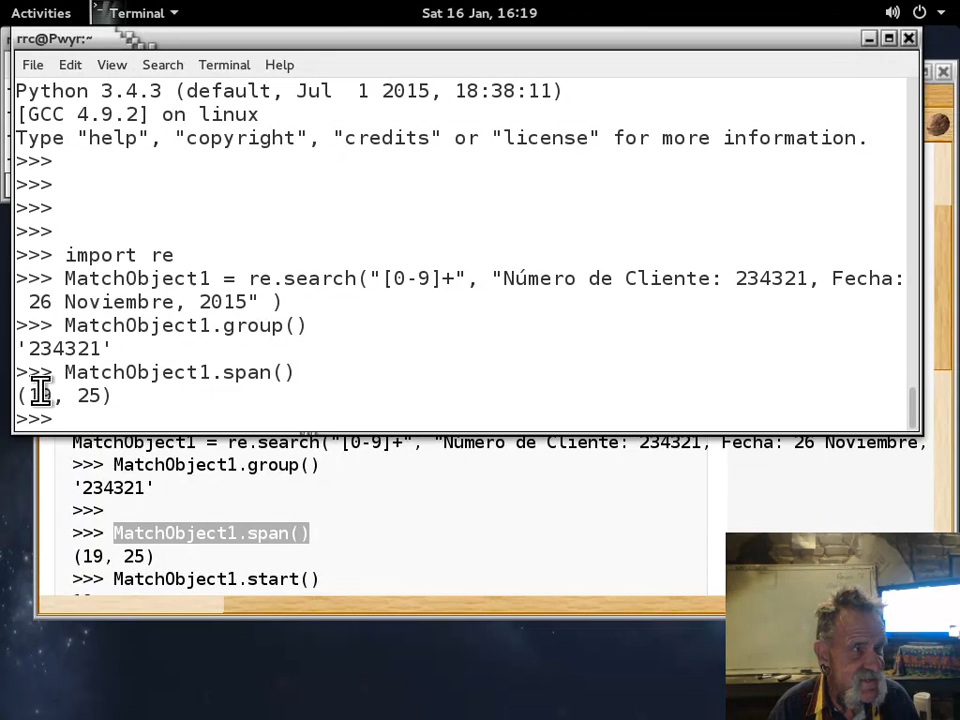 Activities
Terminal
Sat 16 Jan, 16:19
rrc@Pwyr:~
File Edit View Search Terminal Help
Python 3.4.3 (default, Jul  1 2015, 18:38:11)
[GCC 4.9.2] on linux
Type "help", "copyright", "credits" or "license" for more information.
>>>
>>>
>>>
>>>
>>> import re
>>> MatchObject1 = re.search("[0-9]+", "Número de Cliente: 234321, Fecha:
 26 Noviembre, 2015" )
>>> MatchObject1.group()
'234321'
>>> MatchObject1.span()
(19, 25)
>>>
MatchObject1 = re.search("[0-9]+", "Número de Cliente: 234321, Fecha: 26 Noviembre,
>>> MatchObject1.group()
'234321'
>>>
>>> MatchObject1.span()
(19, 25)
>>> MatchObject1.start()